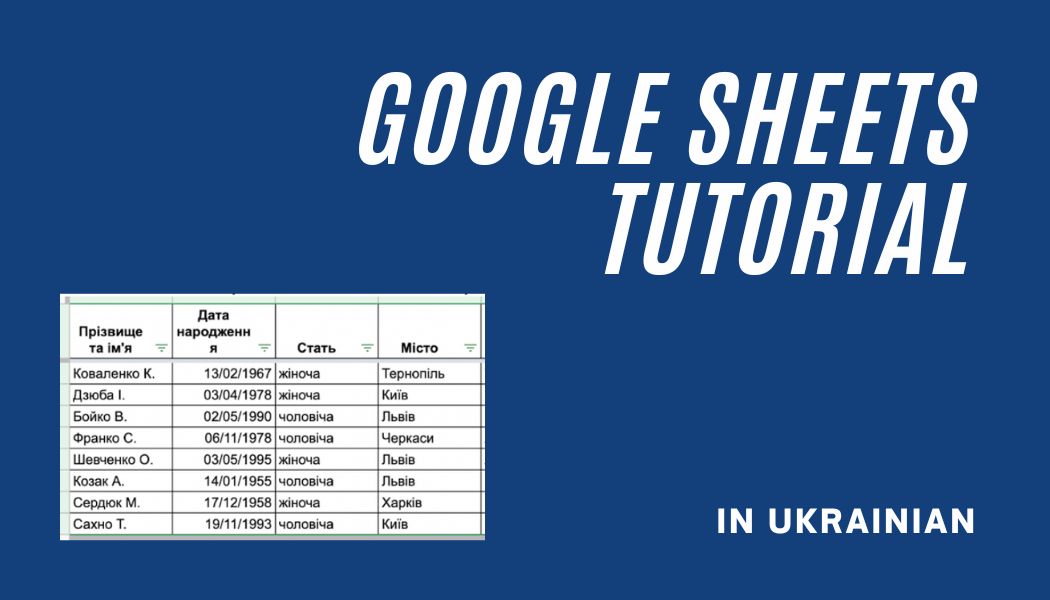 GOOGLE SHEETS
TUTORIAL
Прізвище та ім'я Дата народження Стать Місто
Коваленко К. 13/02/1967 жіноча Тернопіль
Дзюба І. 03/04/1978 жіноча Київ
Бойко В. 02/05/1990 чоловіча Львів
Франко С. 06/11/1978 чоловіча Черкаси
Шевченко О. 03/05/1995 жіноча Львів
Козак А. 14/01/1955 чоловіча Львів
Сердюк М. 17/12/1958 жіноча Харків
Сахно Т. 19/11/1993 чоловіча Київ
IN UKRAINIAN